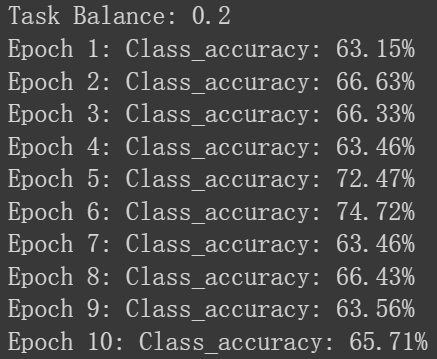 Task Balance: 0.2
Epoch 1: Class_accuracy: 63.15%
Epoch 2: Class_accuracy: 66.63%
Epoch 3: Class_accuracy: 66.33%
Epoch 4: Class_accuracy: 63.46%
Epoch 5: Class_accuracy: 72.47%
Epoch 6: Class_accuracy: 74.72%
Epoch 7: Class_accuracy: 63.46%
Epoch 8: Class_accuracy: 66.43%
Epoch 9: Class_accuracy: 63.56%
Epoch 10: Class_accuracy: 65.71%